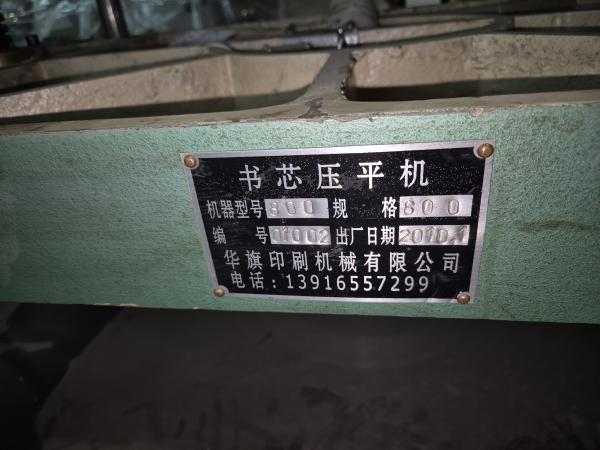 书芯压平机
机器型号 800 规 格 800
编 号 01002 出厂日期 2010.1
华旗印刷机械有限公司
电话：13916557299